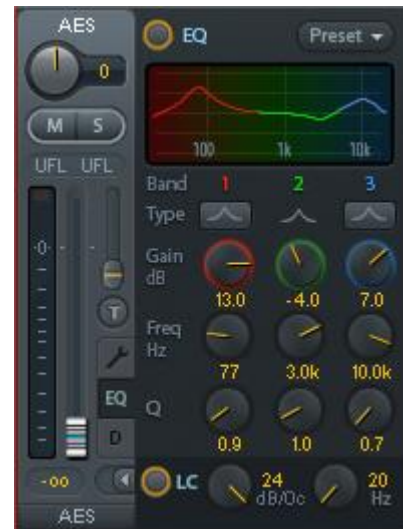 AES
0
M S
UFL UFL
-0-
T
EQ
D
-oo
AES
EQ Preset
100 1k 10k
Band 1 2 3
Type
Gain
dB
13.0 -4.0 7.0
Freq
Hz
77 3.0k 10.0k
Q
0.9 1.0 0.7
LC 24 20
dB/Oc Hz